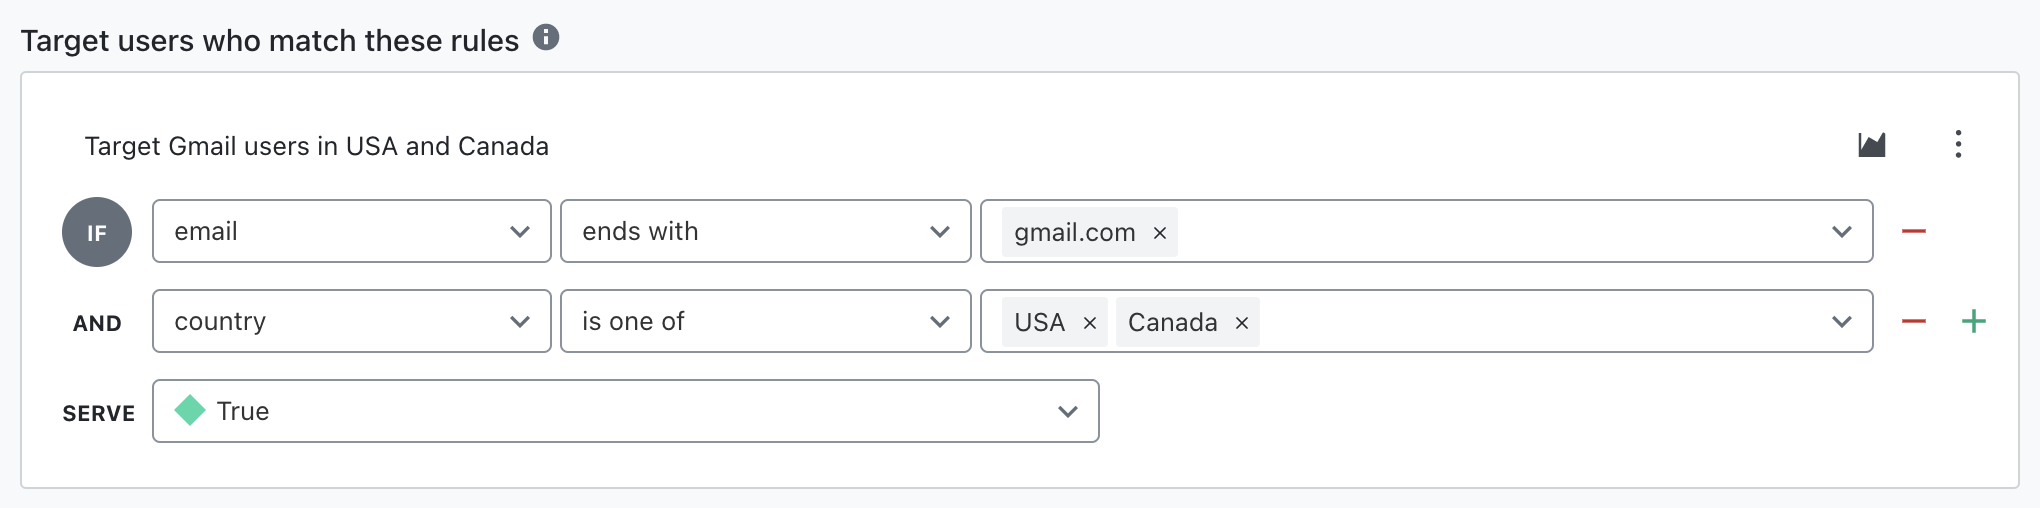 Target users who match these rules
Target Gmail users in USA and Canada
IF email ends with gmail.com ×
AND country is one of USA × Canada ×
SERVE True